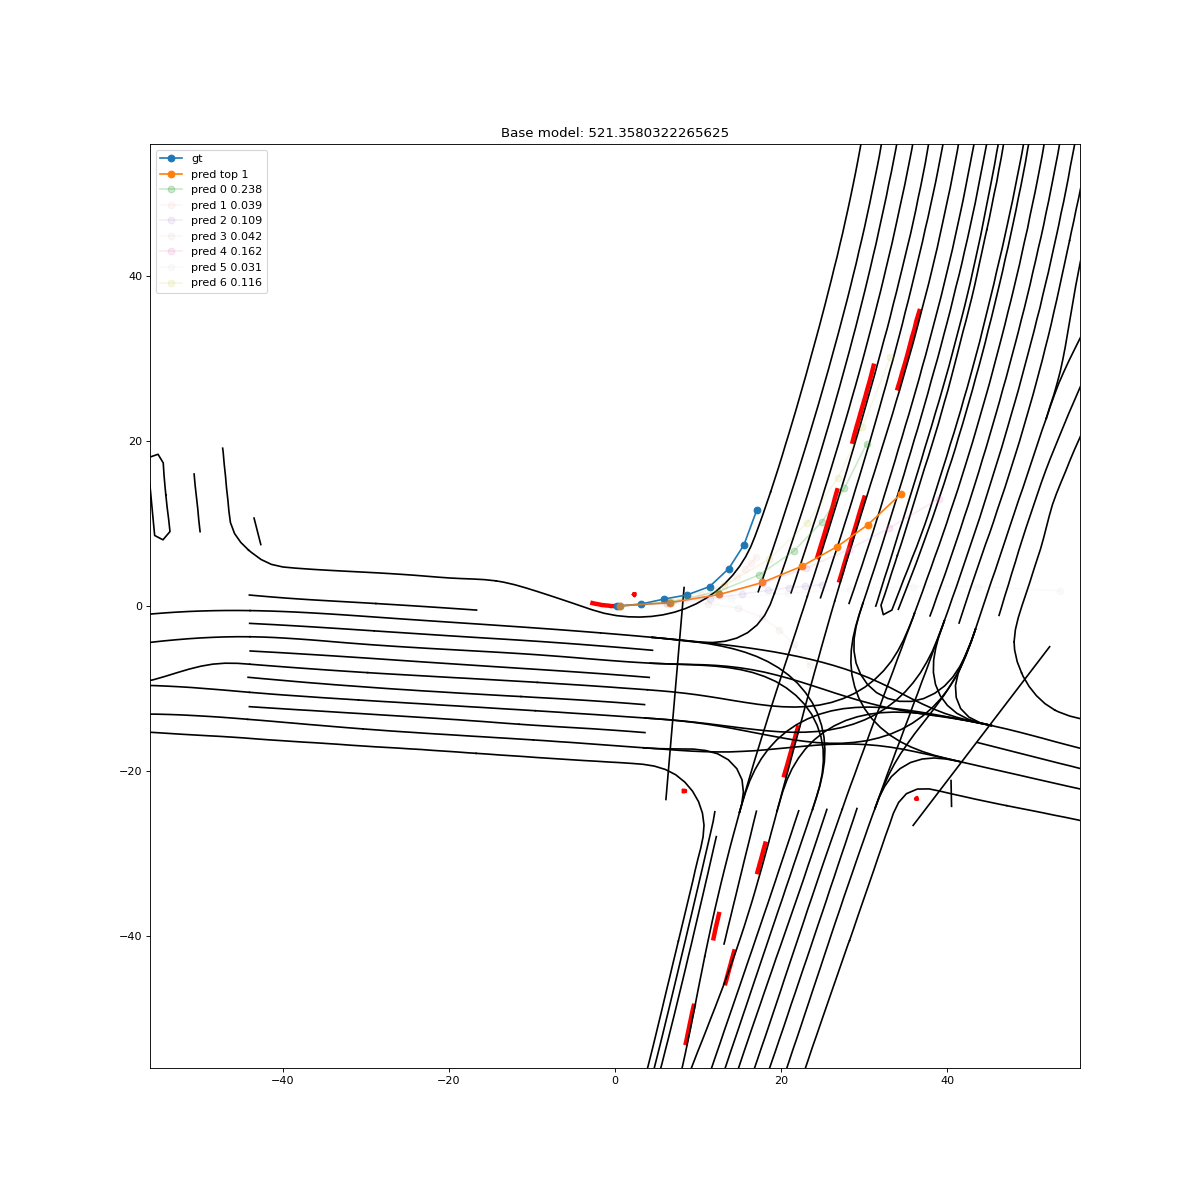 Base model: 521.3580322265625
gt
pred top 1
pred 0 0.238
pred 1 0.039
pred 2 0.109
pred 3 0.042
pred 4 0.162
pred 5 0.031
pred 6 0.116
40
20
0
−20
−40
−40 −20 0 20 40